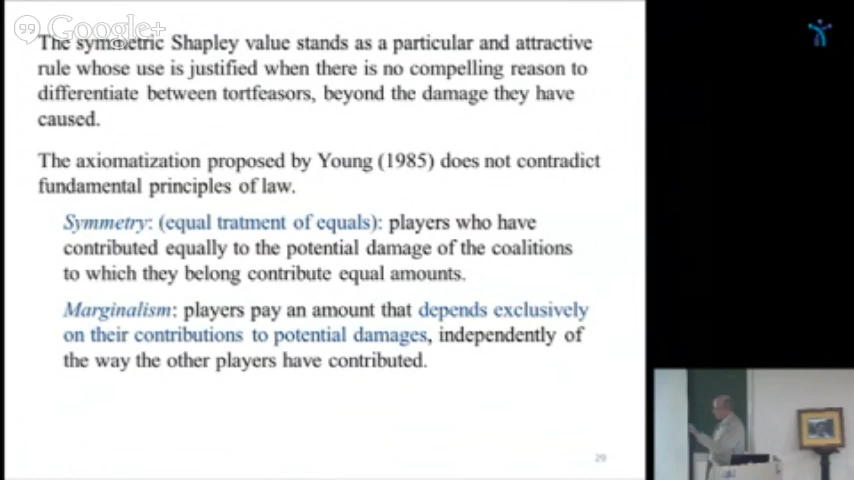 Google+
The symmetric Shapley value stands as a particular and attractive
rule whose use is justified when there is no compelling reason to
differentiate between tortfeasors, beyond the damage they have
caused.
The axiomatization proposed by Young (1985) does not contradict
fundamental principles of law.
Symmetry: (equal tratment of equals): players who have
contributed equally to the potential damage of the coalitions
to which they belong contribute equal amounts.
Marginalism: players pay an amount that depends exclusively
on their contributions to potential damages, independently of
the way the other players have contributed.
29